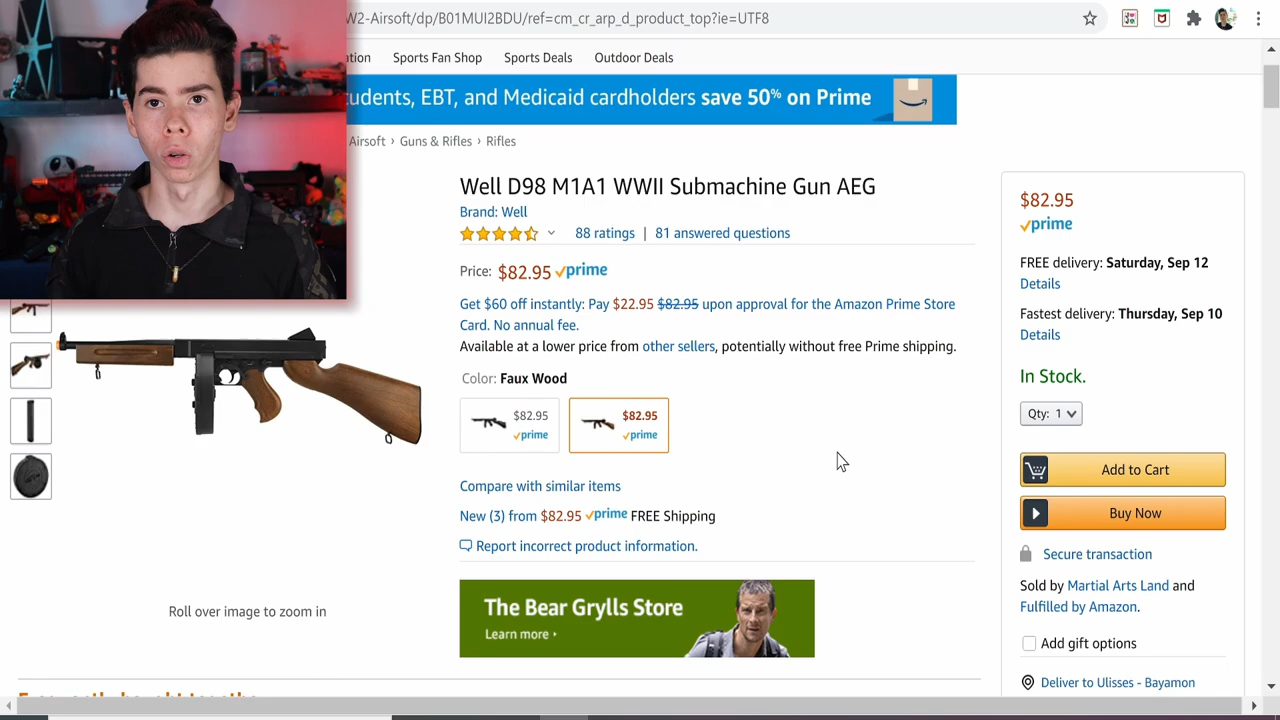 W2-Airsoft/dp/B01MUI2BDU/ref=cm_cr_arp_d_product_top?ie=UTF8
ation Sports Fan Shop Sports Deals Outdoor Deals
udents, EBT, and Medicaid cardholders save 50% on Prime
Airsoft › Guns & Rifles › Rifles
Well D98 M1A1 WWII Submachine Gun AEG
Brand: Well
88 ratings | 81 answered questions
Price: $82.95 prime
Get $60 off instantly: Pay $22.95 $82.95 upon approval for the Amazon Prime Store
Card. No annual fee.
Available at a lower price from other sellers, potentially without free Prime shipping.
Color: Faux Wood
$82.95 prime
$82.95 prime
Compare with similar items
New (3) from $82.95 prime FREE Shipping
Report incorrect product information.
The Bear Grylls Store
Learn more ›
Roll over image to zoom in
$82.95
prime
FREE delivery: Saturday, Sep 12
Details
Fastest delivery: Thursday, Sep 10
Details
In Stock.
Qty: 1
Add to Cart
Buy Now
Secure transaction
Sold by Martial Arts Land and
Fulfilled by Amazon.
Add gift options
Deliver to Ulisses - Bayamon